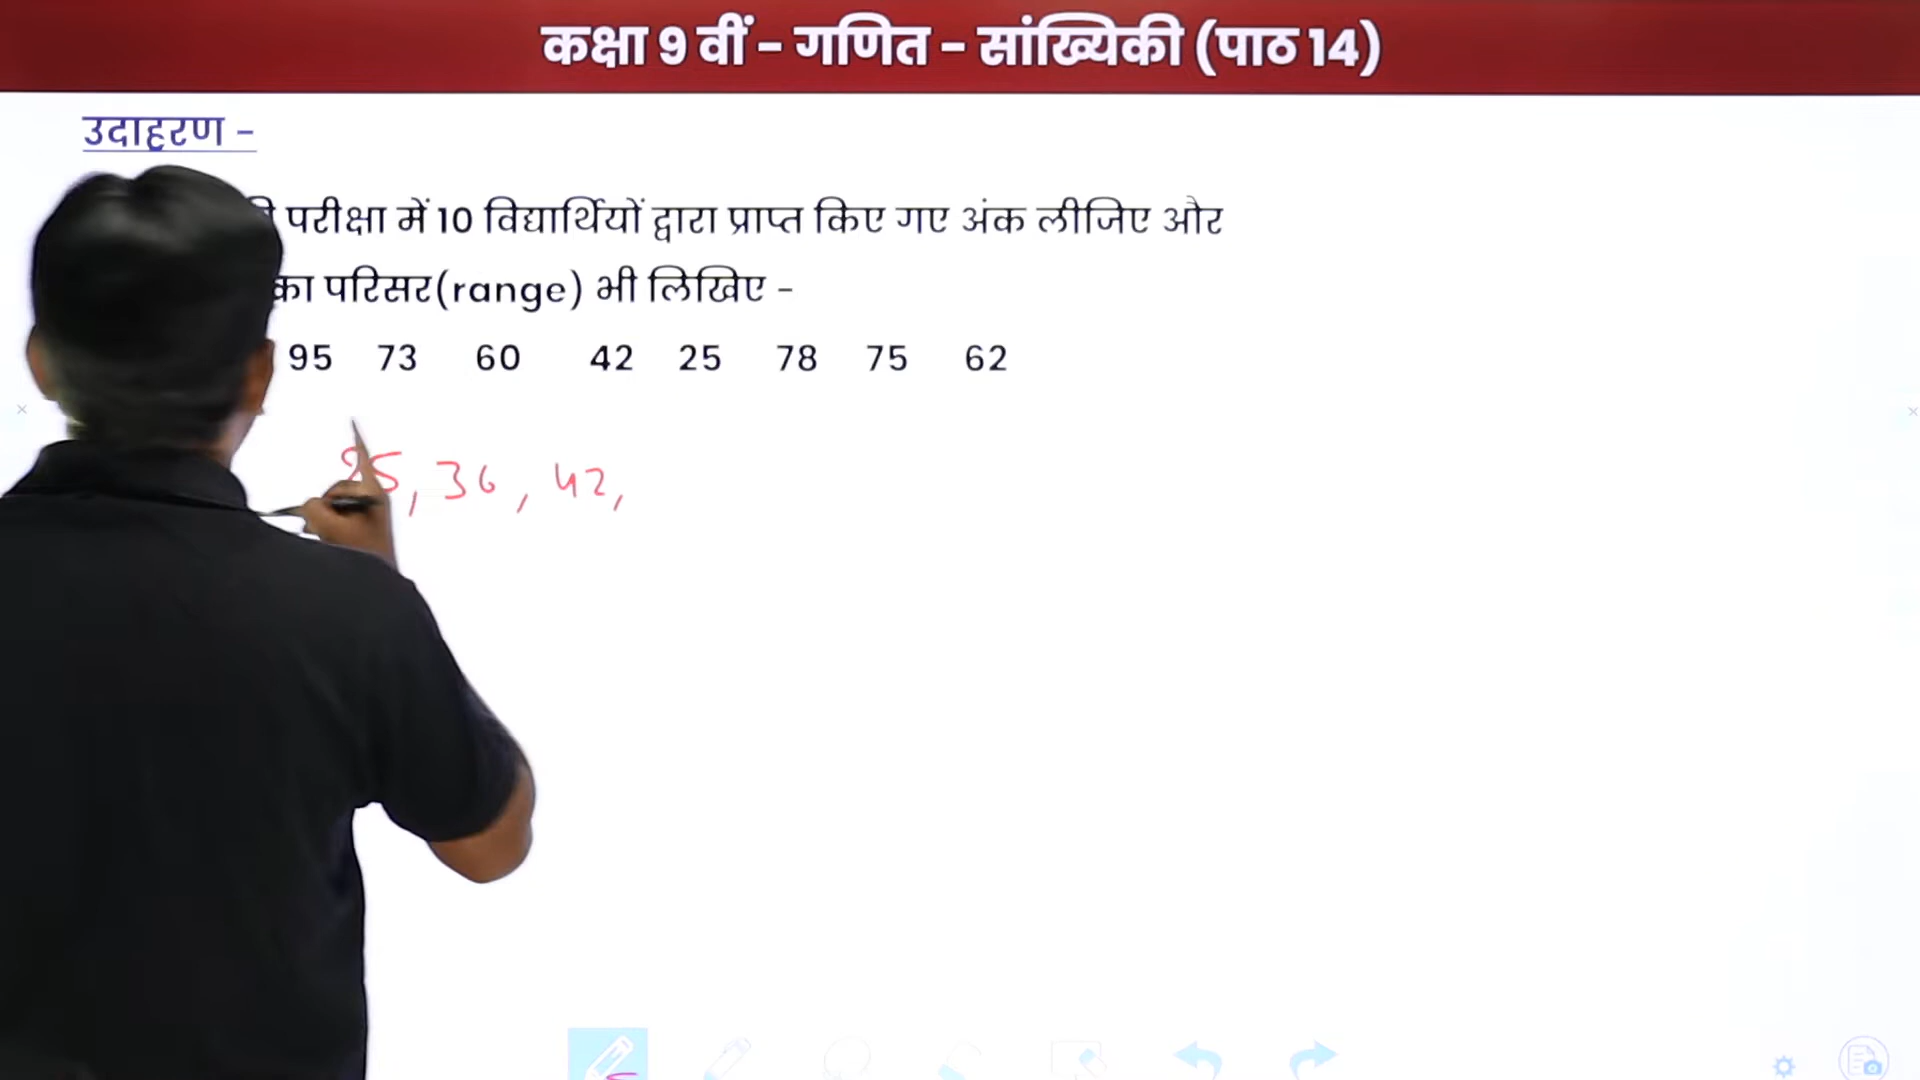 कक्षा 9 वीं - गणित - सांख्यिकी (पाठ 14)
उदाहरण -
परीक्षा में 10 विद्यार्थियों द्वारा प्राप्त किए गए अंक लीजिए और
का परिसर(range) भी लिखिए -
95 73 60 42 25 78 75 62
25, 36, 42,